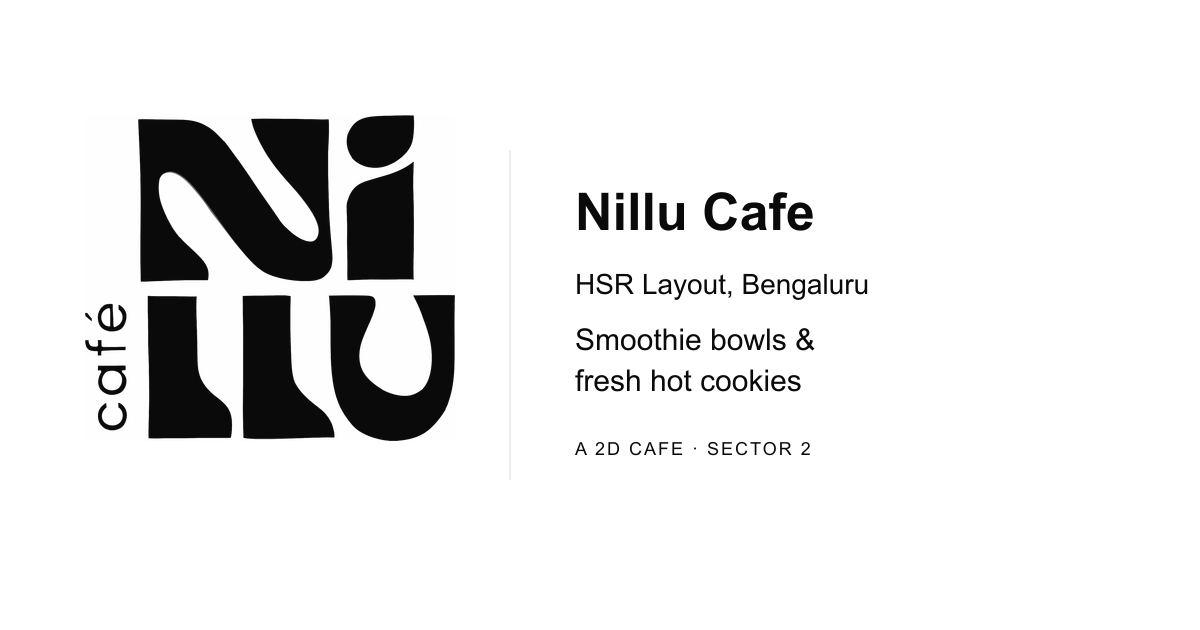 Nillu
café
Nillu Cafe
HSR Layout, Bengaluru
Smoothie bowls &
fresh hot cookies
A 2D CAFE · SECTOR 2